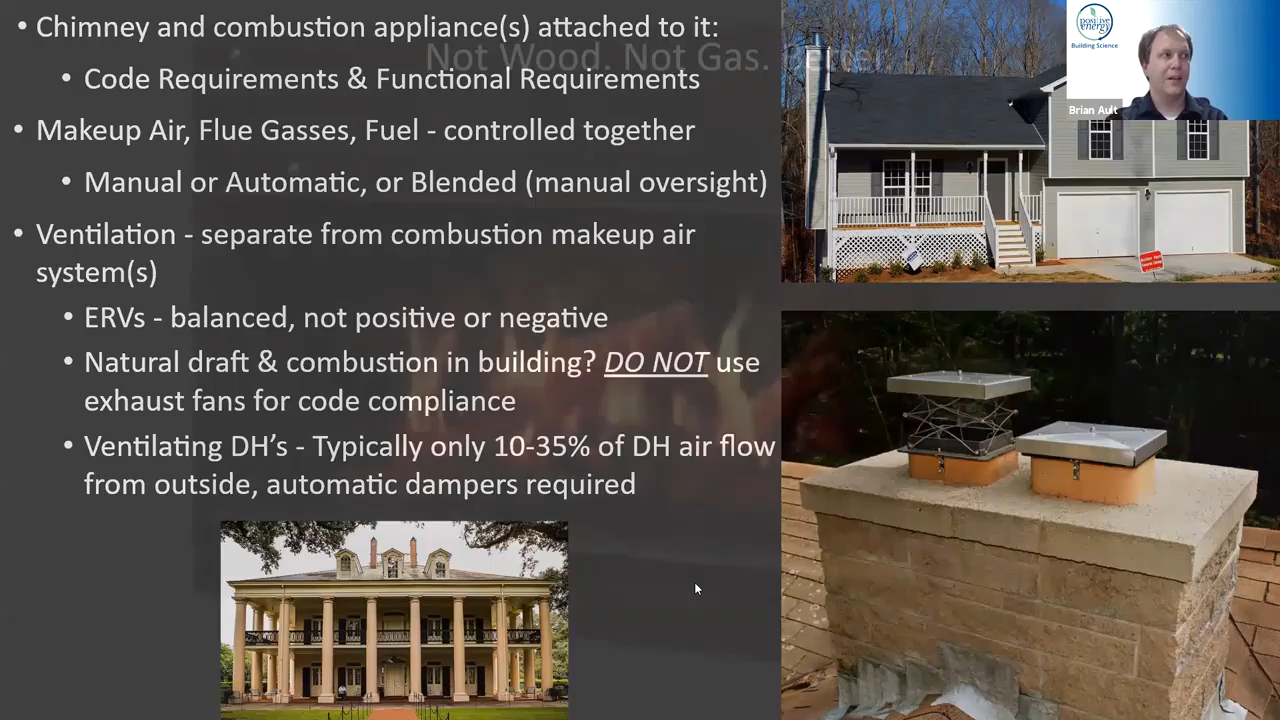 • Chimney and combustion appliance(s) attached to it:
Not Wood. Not Gas. Better
• Code Requirements & Functional Requirements
• Makeup Air, Flue Gasses, Fuel - controlled together
• Manual or Automatic, or Blended (manual oversight)
• Ventilation - separate from combustion makeup air
system(s)
• ERVs - balanced, not positive or negative
• Natural draft & combustion in building? DO NOT use
exhaust fans for code compliance
• Ventilating DH's - Typically only 10-35% of DH air flow
from outside, automatic dampers required
positive
energy
Building Science
Brian Ault